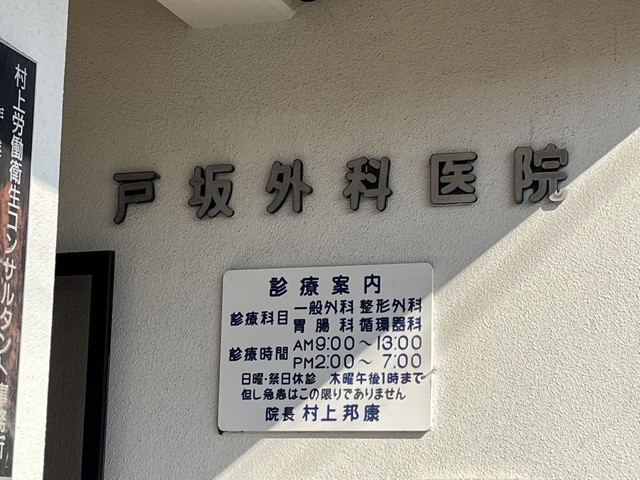 戸坂外科医院
診療案内
診療科目 一般外科 整形外科
胃腸科 循環器科
診療時間 AM9:00～13:00
PM2:00～7:00
日曜・祭日休診 木曜午後1時まで
但し急患はこの限りでありません
院長 村上邦康
村上労働衛生コンサルタント事務所